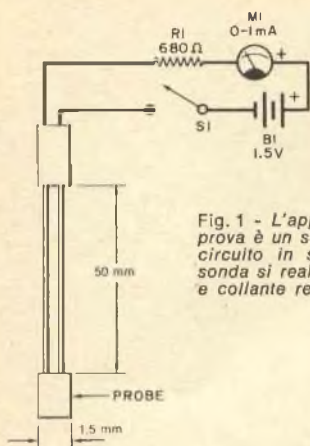 M1
0-1mA
R1
680Ω
+
S1
+
B1
1.5V
50 mm
PROBE
1,5 mm
Fig. 1 - L'app
prova è un s
circuito in s
sonda si real
e collante re